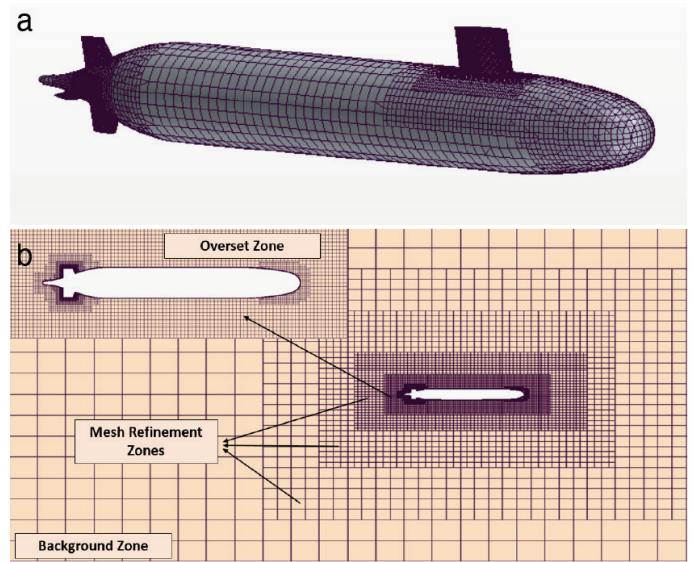 a
b
Overset Zone
Mesh Refinement
Zones
Background Zone